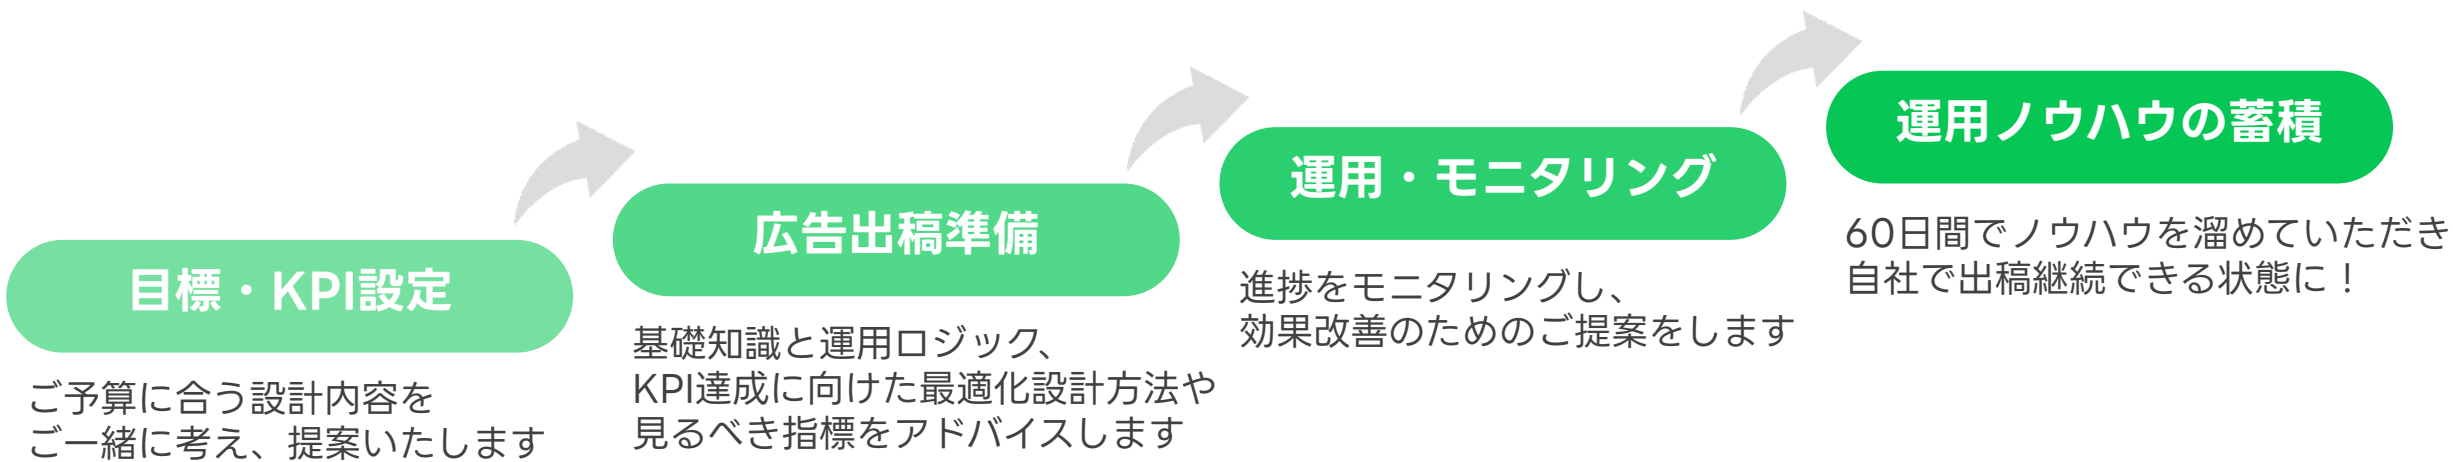 目標・KPI設定
ご予算に合う設計内容を
ご一緒に考え、提案いたします
広告出稿準備
基礎知識と運用ロジック、
KPI達成に向けた最適化設計方法や
見るべき指標をアドバイスします
運用・モニタリング
進捗をモニタリングし、
効果改善のためのご提案をします
運用ノウハウの蓄積
60日間でノウハウを溜めていただき
自社で出稿継続できる状態に！